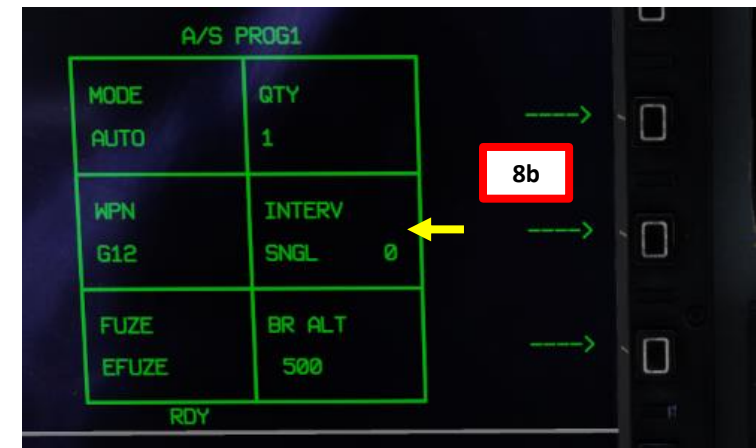 A/S PROG1
MODE QTY
AUTO 1
---->
8b
WPN INTERV
G12 SNGL 0
---->
FUZE BR ALT
EFUZE 500
---->
RDY